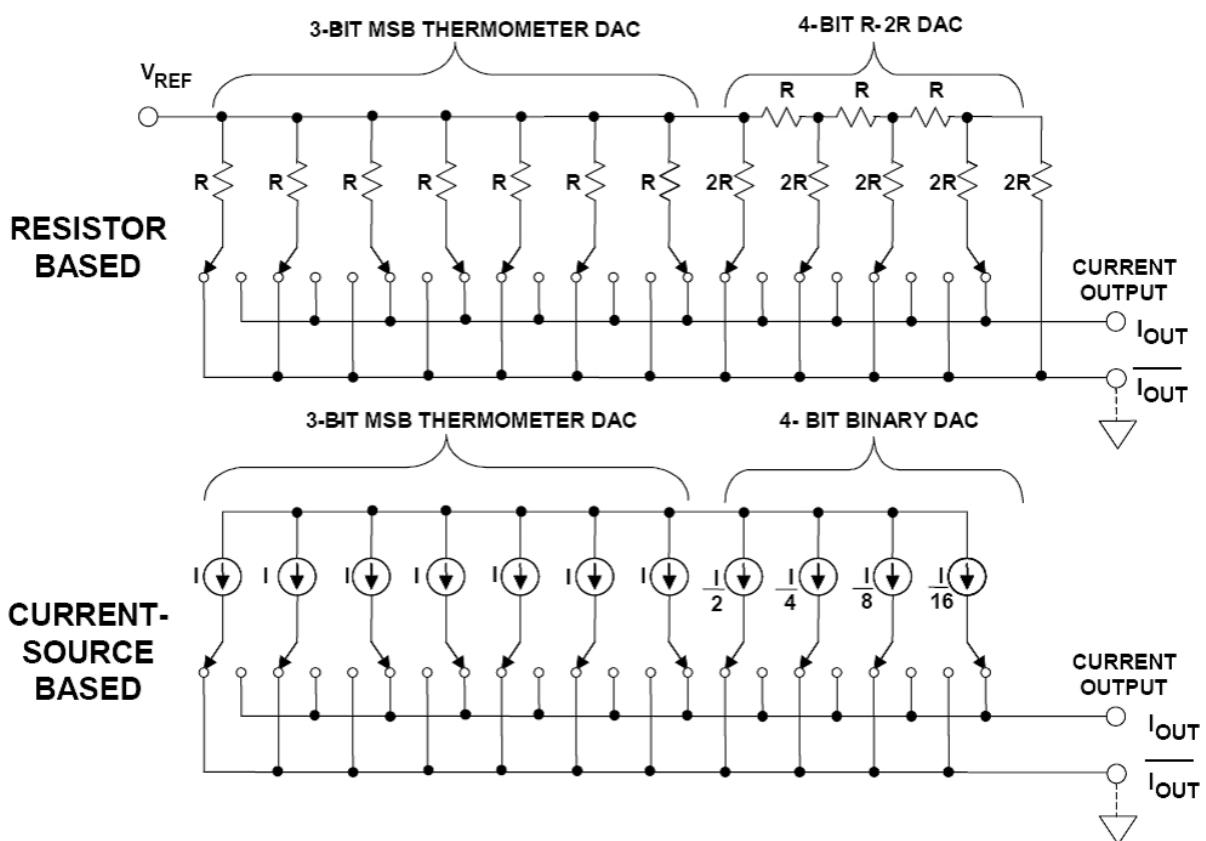 3-BIT MSB THERMOMETER DAC
4-BIT R-2R DAC
VREF
R
R
R
R
R
R
R
R
R
R
2R
2R
2R
2R
2R
RESISTOR
BASED
CURRENT
OUTPUT
IOUT
IOUT
3-BIT MSB THERMOMETER DAC
4- BIT BINARY DAC
I
I
I
I
I
I
I
I/2
I/4
I/8
I/16
CURRENT-
SOURCE
BASED
CURRENT
OUTPUT
IOUT
IOUT